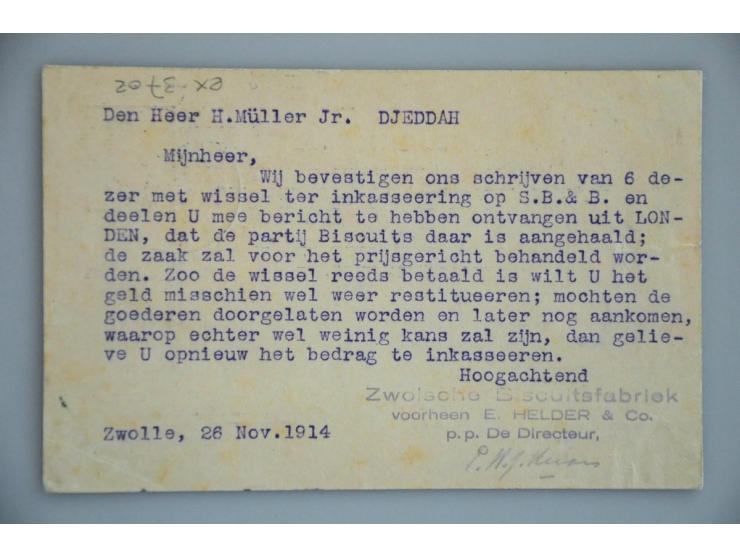 ex-3702
Den Heer H.Müller Jr. DJEDDAH
Mijnheer,
Wij bevestigen ons schrijven van 6 de-
zer met wissel ter inkasseering op S.B.& B. en
deelen U mee bericht te hebben ontvangen uit LON-
DEN, dat de partij Biscuits daar is aangehaald;
de zaak zal voor het prijsgericht behandeld wor-
den. Zoo de wissel reeds betaald is wilt U het
geld misschien wel weer restitueeren; mochten de
goederen doorgelaten worden en later nog aankomen,
waarop echter wel weinig kans zal zijn, dan gelie-
ve U opnieuw het bedrag te inkasseeren.
Hoogachtend
Zwolsche Biscuitsfabriek
voorheen E. HELDER & Co.
Zwolle, 26 Nov.1914
p.p. De Directeur,